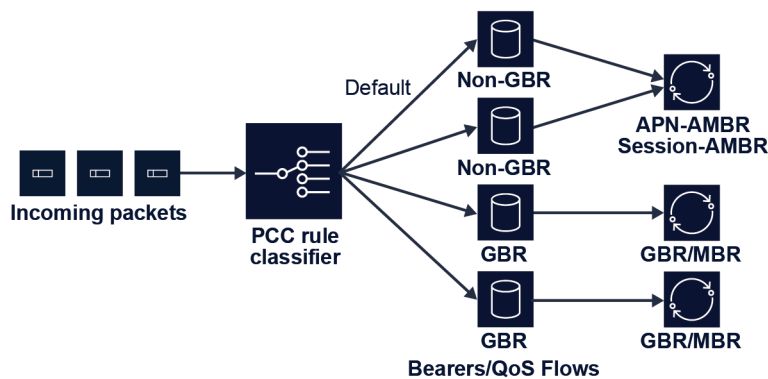 Default
Non-GBR
APN-AMBR
Session-AMBR
Non-GBR
Incoming packets
PCC rule
classifier
GBR
GBR/MBR
GBR
GBR/MBR
Bearers/QoS Flows